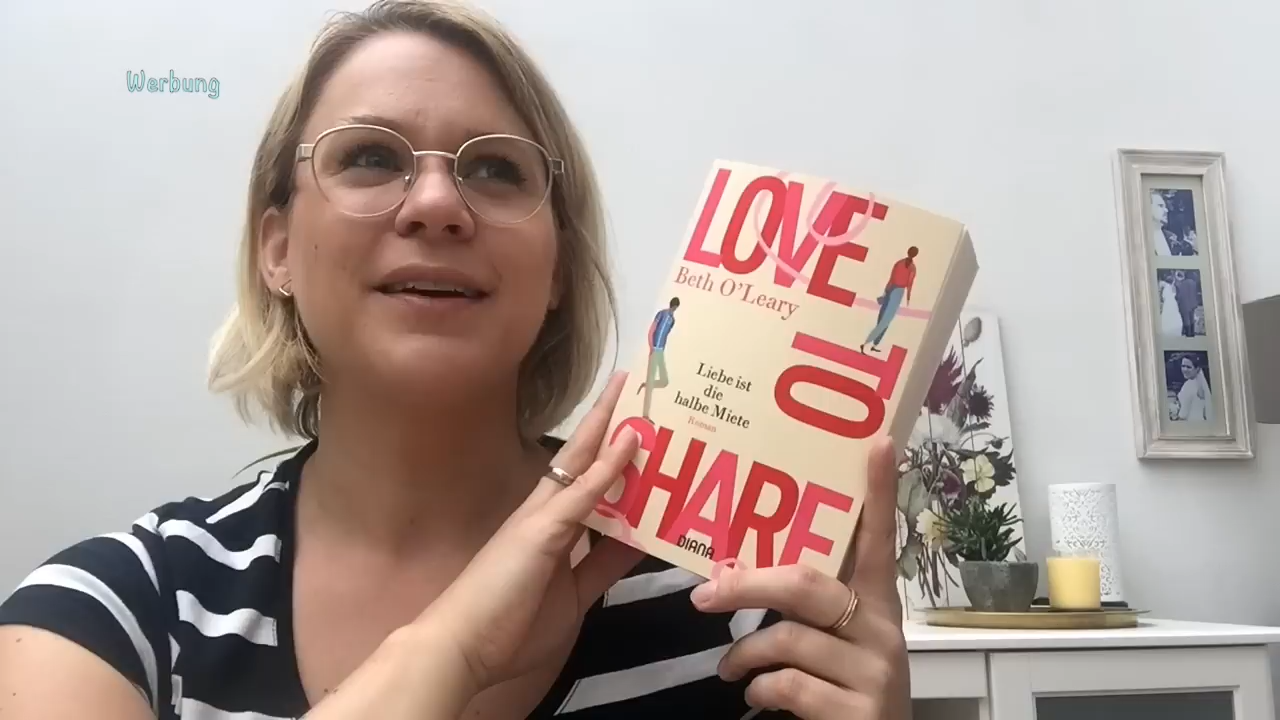 Werbung
LOVE
Beth O'Leary
TO
Liebe ist
die
halbe Miete
Roman
SHARE
DIANA